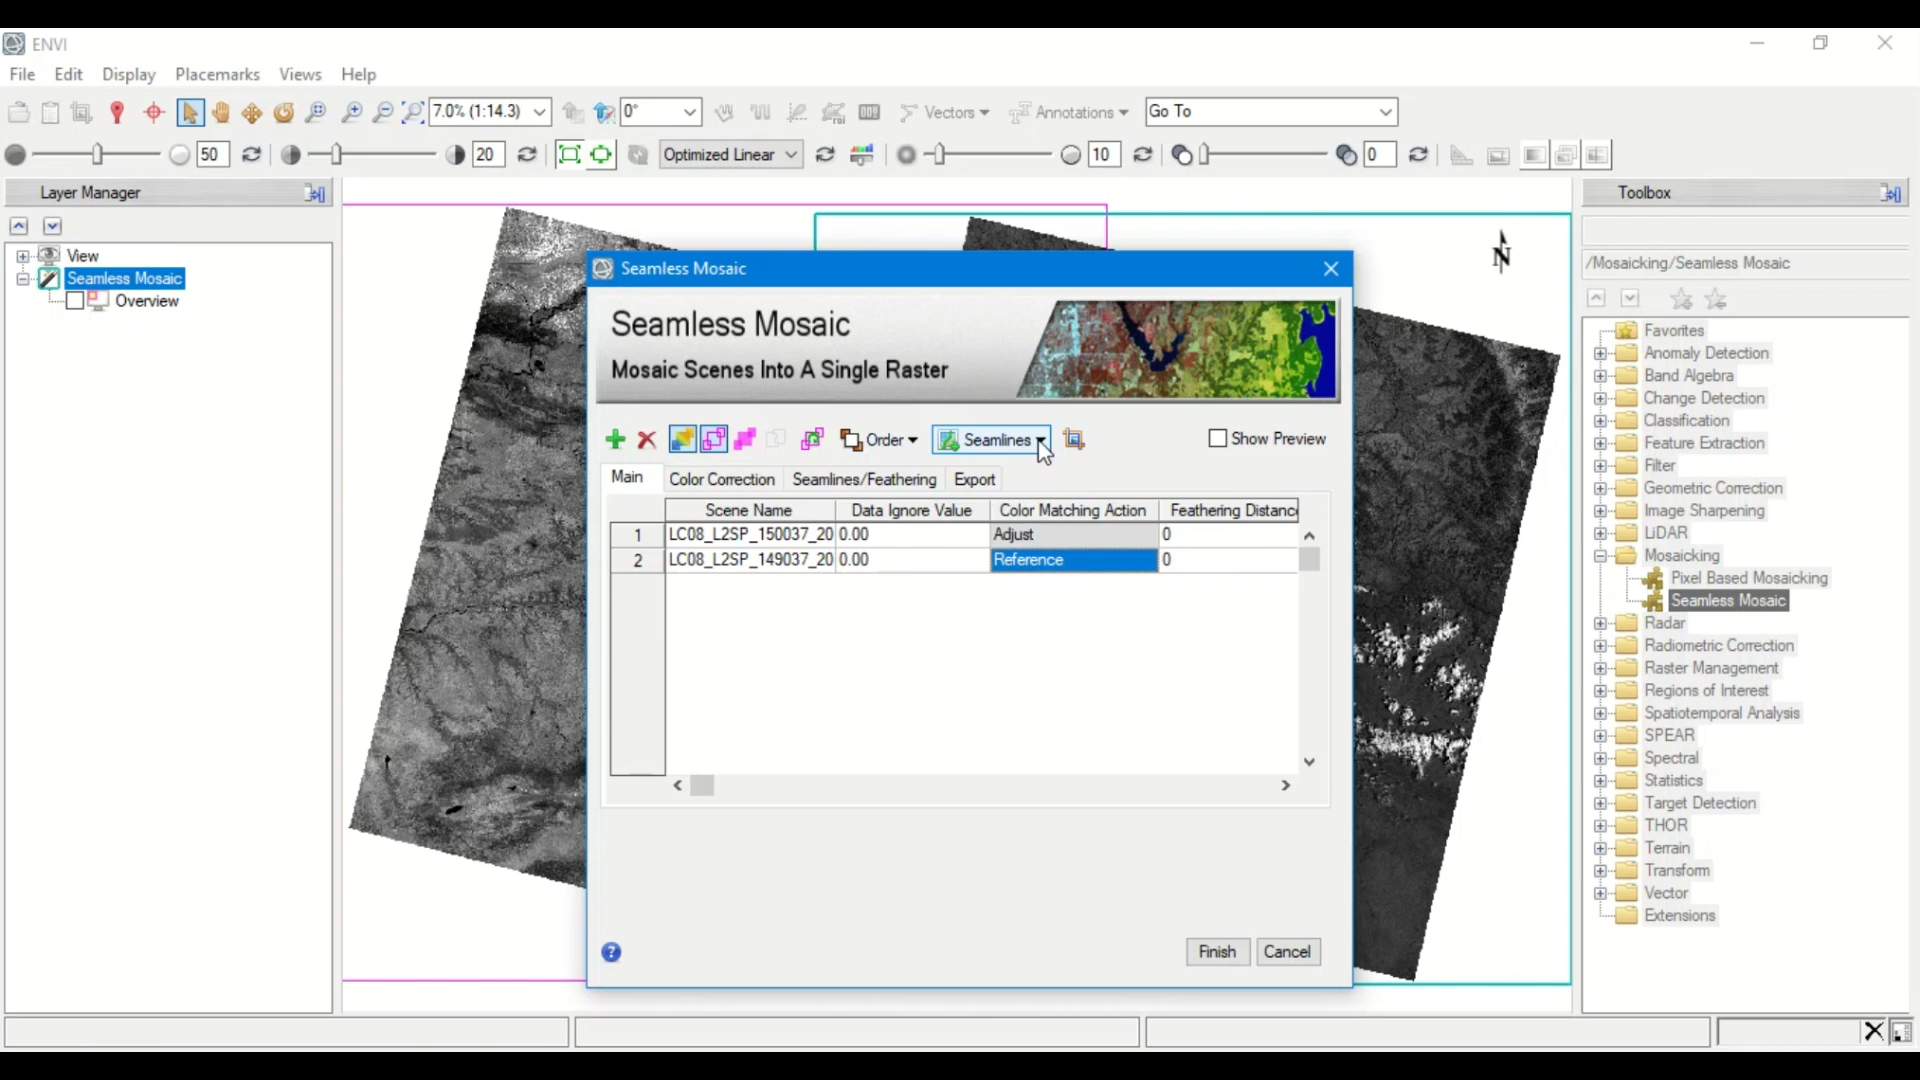 ENVI
File Edit Display Placemarks Views Help
7.0% (1:14.3) 0° Vectors Annotations Go To
50 20 Optimized Linear 10 0
Layer Manager
View
Seamless Mosaic
Overview
N
Seamless Mosaic
Seamless Mosaic
Mosaic Scenes Into A Single Raster
Order Seamlines Show Preview
Main Color Correction Seamlines/Feathering Export
Scene Name Data Ignore Value Color Matching Action Feathering Distanc
1 LC08_L2SP_150037_20 0.00 Adjust 0
2 LC08_L2SP_149037_20 0.00 Reference 0
Finish Cancel
Toolbox
/Mosaicking/Seamless Mosaic
Favorites
Anomaly Detection
Band Algebra
Change Detection
Classification
Feature Extraction
Filter
Geometric Correction
Image Sharpening
LiDAR
Mosaicking
Pixel Based Mosaicking
Seamless Mosaic
Radar
Radiometric Correction
Raster Management
Regions of Interest
Spatiotemporal Analysis
SPEAR
Spectral
Statistics
Target Detection
THOR
Terrain
Transform
Vector
Extensions